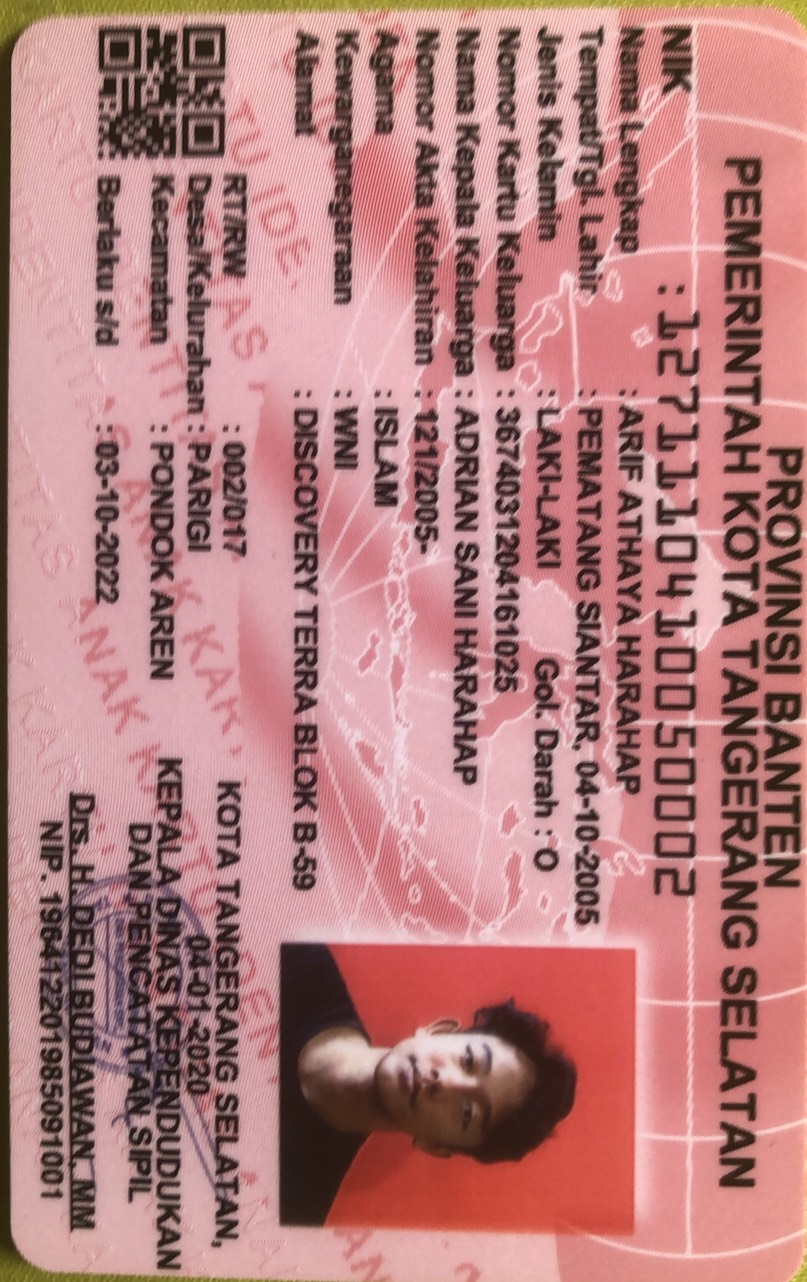 PROVINSI BANTEN
PEMERINTAH KOTA TANGERANG SELATAN
NIK : 1271110410050002
Nama Lengkap : ARIF ATHAYA HARAHAP
Tempat/Tgl. Lahir : PEMATANG SIANTAR, 04-10-2005
Jenis Kelamin : LAKI-LAKI Gol. Darah : O
Nomor Kartu Keluarga : 3674031204161025
Nama Kepala Keluarga : ADRIAN SANI HARAHAP
Nomor Akta Kelahiran : 121/2005-
Agama : ISLAM
Kewarganegaraan : WNI
Alamat : DISCOVERY TERRA BLOK B-59
RT/RW : 002/017
Desa/Kelurahan : PARIGI
Kecamatan : PONDOK AREN
Berlaku s/d : 03-10-2022
KOTA TANGERANG SELATAN,
04-01-2020
KEPALA DINAS KEPENDUDUKAN
DAN PENCATATAN SIPIL
Drs. H. DEDI BUDIAWAN, MM
NIP. 196412201985091001